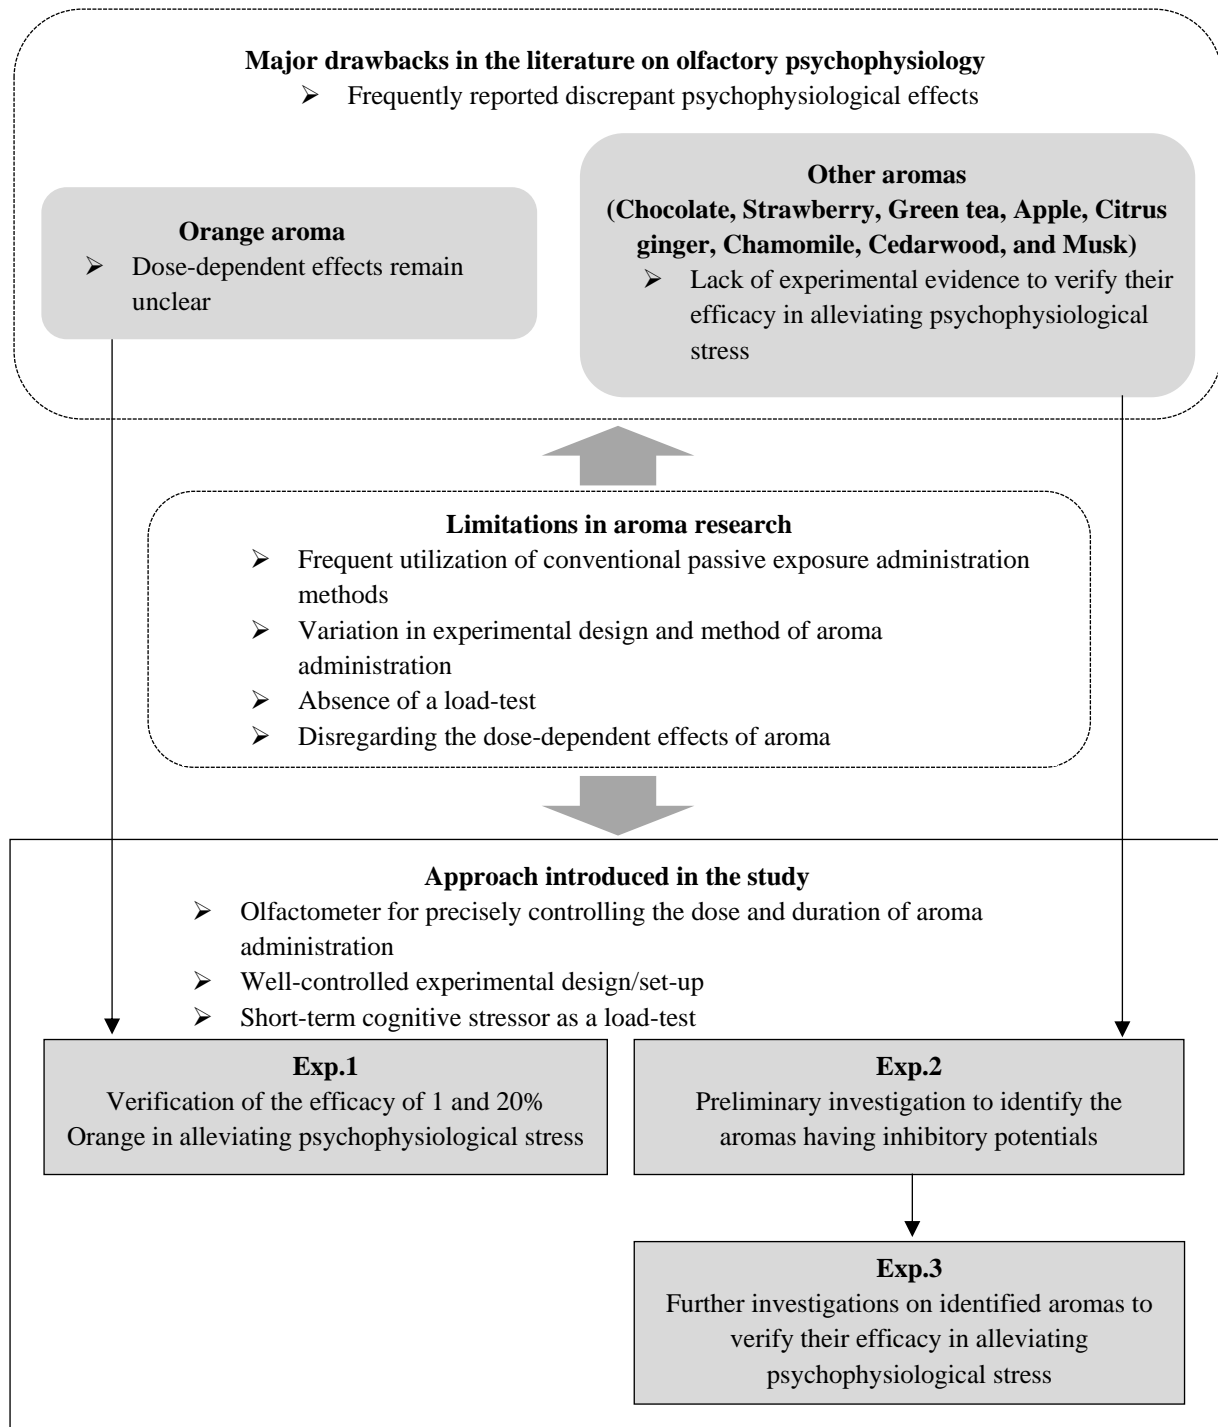 Major drawbacks in the literature on olfactory psychophysiology
➢ Frequently reported discrepant psychophysiological effects
Orange aroma
➢ Dose-dependent effects remain
unclear
Other aromas
(Chocolate, Strawberry, Green tea, Apple, Citrus
ginger, Chamomile, Cedarwood, and Musk)
➢ Lack of experimental evidence to verify their
efficacy in alleviating psychophysiological
stress
Limitations in aroma research
➢ Frequent utilization of conventional passive exposure administration
methods
➢ Variation in experimental design and method of aroma
administration
➢ Absence of a load-test
➢ Disregarding the dose-dependent effects of aroma
Approach introduced in the study
➢ Olfactometer for precisely controlling the dose and duration of aroma
administration
➢ Well-controlled experimental design/set-up
➢ Short-term cognitive stressor as a load-test
Exp.1
Verification of the efficacy of 1 and 20%
Orange in alleviating psychophysiological stress
Exp.2
Preliminary investigation to identify the
aromas having inhibitory potentials
Exp.3
Further investigations on identified aromas to
verify their efficacy in alleviating
psychophysiological stress